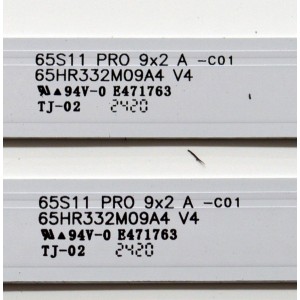 65S11 PRO 9x2 A -C01
65HR332M09A4 V4
▲94V-0 E471763
TJ-02 2420
65S11 PRO 9x2 A -C01
65HR332M09A4 V4
▲94V-0 E471763
TJ-02 2420